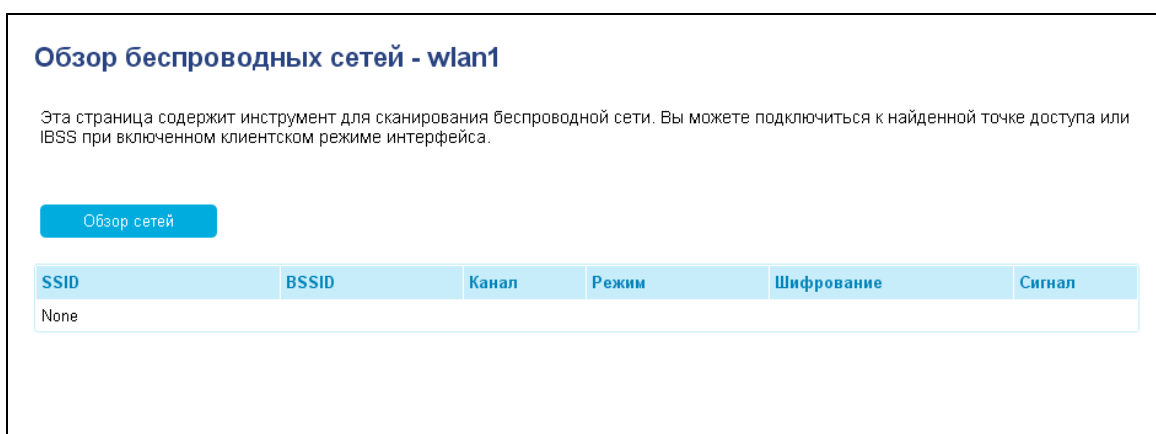 Обзор беспроводных сетей - wlan1
Эта страница содержит инструмент для сканирования беспроводной сети. Вы можете подключиться к найденной точке доступа или
IBSS при включенном клиентском режиме интерфейса.
Обзор сетей
SSID BSSID Канал Режим Шифрование Сигнал
None